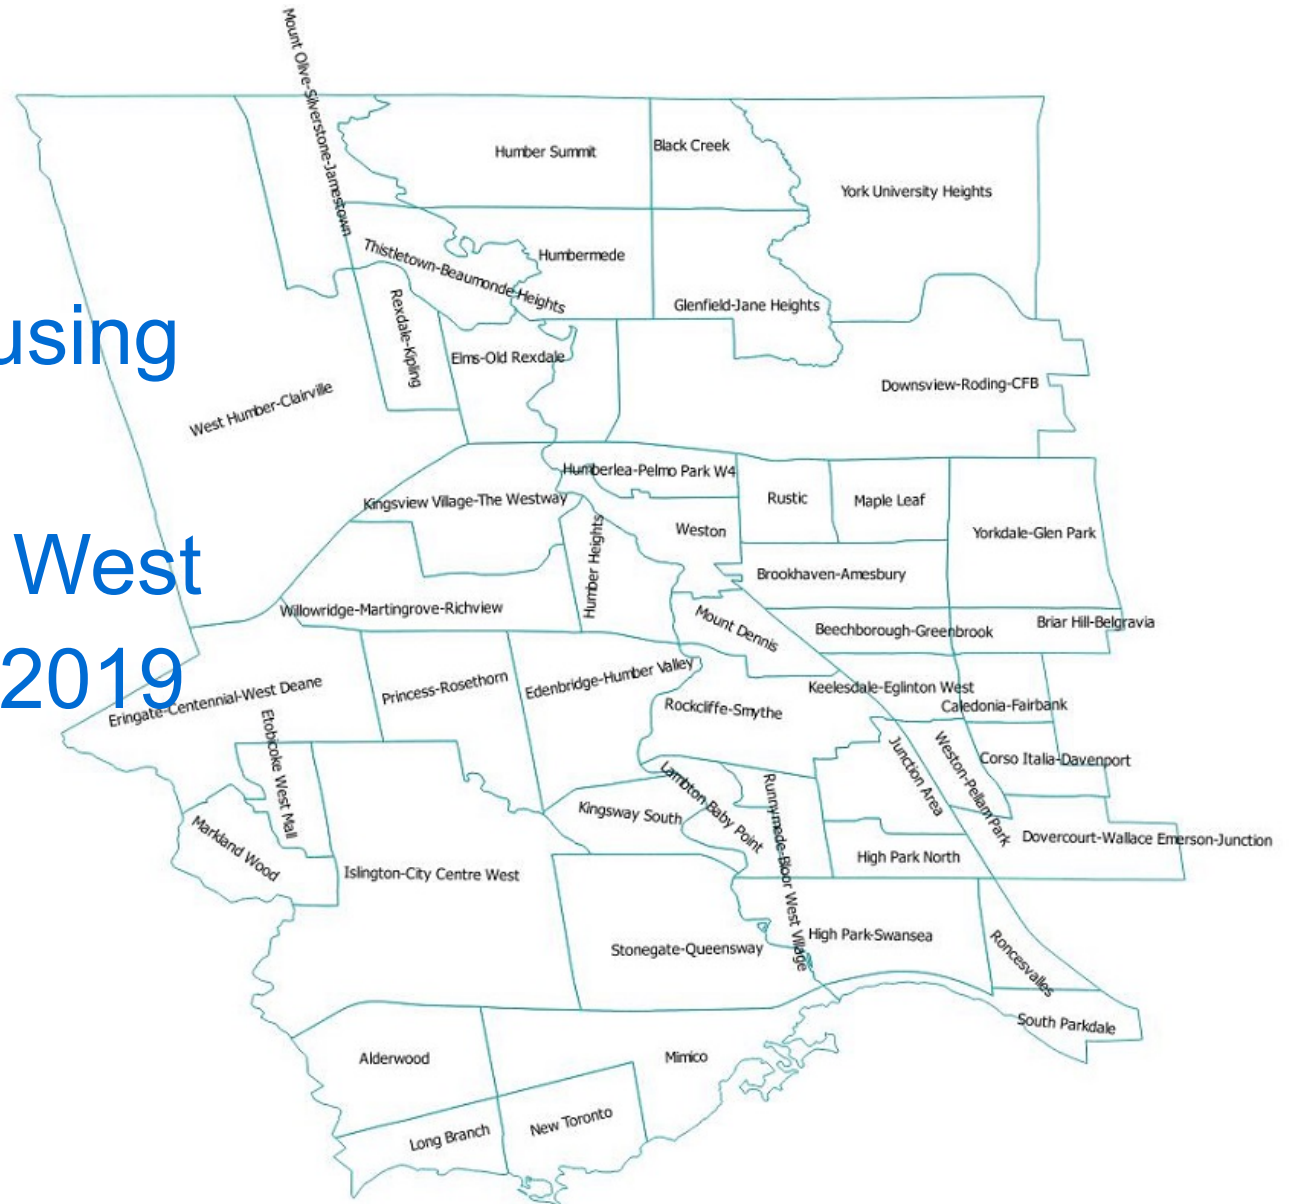 Mount Olive-Silverstone-Jamestown
Humber Summit
Black Creek
York University Heights
Thistletown-Beaumonde-Heights
Humbermede
Glenfield-Jane Heights
Rexdale-Kipling
Elms-Old Rexdale
using
Downsview-Roding-CFB
West Humber-Clairville
Humberlea-Pelmo Park W4
Kingsview Village-The Westway
Rustic
Maple Leaf
Weston
Yorkdale-Glen Park
West
Humber Heights
Brookhaven-Amesbury
Willowridge-Martingrove-Richview
Mount Dennis
Beechborough-Greenbrook
Briar Hill-Belgravia
2019
Eringate-Centennial-West Deane
Princess-Rosethorn
Edenbridge-Humber Valley
Keelesdale-Eglinton West
Caledonia-Fairbank
Rockcliffe-Smythe
Etobicoke West Mall
Junction Area
Weston-Pellam Park
Corso Italia-Davenport
Lambton Baby Point
Runnymede-Bloor West Village
Kingsway South
Markland Wood
Dovercourt-Wallace Emerson-Junction
High Park North
Islington-City Centre West
Stonegate-Queensway
High Park-Swansea
Roncesvalles
South Parkdale
Alderwood
Mimico
Long Branch
New Toronto